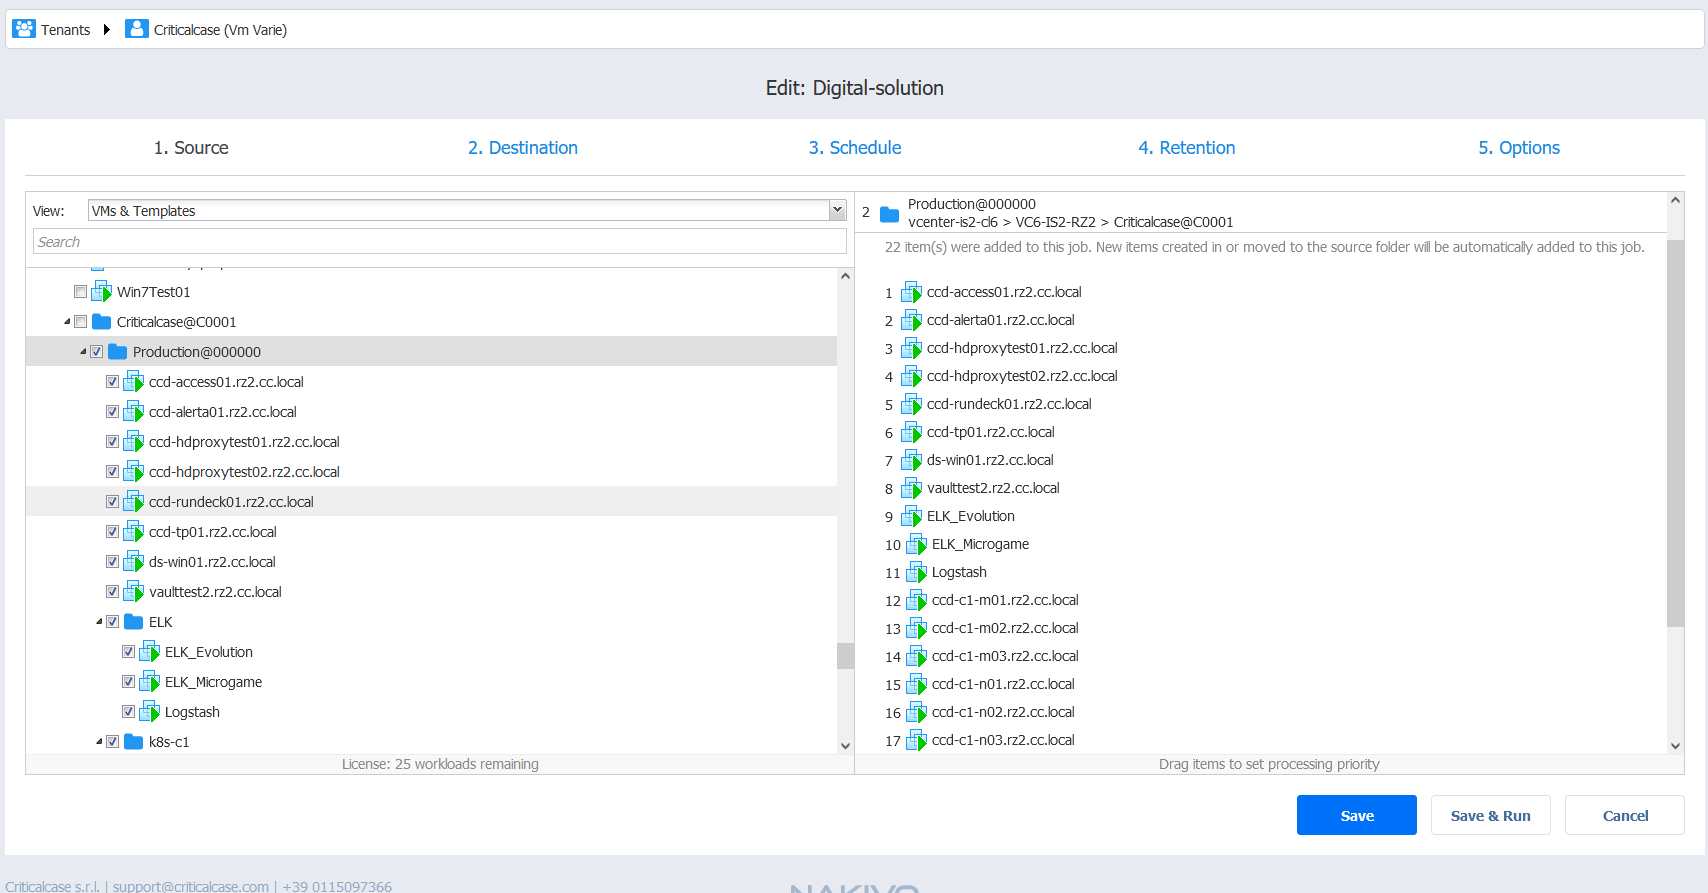 Tenants Criticalcase (Vm Varie)
Edit: Digital-solution
1. Source 2. Destination 3. Schedule 4. Retention 5. Options
View: VMs & Templates
Search
Win7Test01
Criticalcase@C0001
Production@000000
ccd-access01.rz2.cc.local
ccd-alerta01.rz2.cc.local
ccd-hdproxytest01.rz2.cc.local
ccd-hdproxytest02.rz2.cc.local
ccd-rundeck01.rz2.cc.local
ccd-tp01.rz2.cc.local
ds-win01.rz2.cc.local
vaulttest2.rz2.cc.local
ELK
ELK_Evolution
ELK_Microgame
Logstash
k8s-c1
License: 25 workloads remaining
2 Production@000000
vcenter-is2-cl6 > VC6-IS2-RZ2 > Criticalcase@C0001
22 item(s) were added to this job. New items created in or moved to the source folder will be automatically added to this job.
1 ccd-access01.rz2.cc.local
2 ccd-alerta01.rz2.cc.local
3 ccd-hdproxytest01.rz2.cc.local
4 ccd-hdproxytest02.rz2.cc.local
5 ccd-rundeck01.rz2.cc.local
6 ccd-tp01.rz2.cc.local
7 ds-win01.rz2.cc.local
8 vaulttest2.rz2.cc.local
9 ELK_Evolution
10 ELK_Microgame
11 Logstash
12 ccd-c1-m01.rz2.cc.local
13 ccd-c1-m02.rz2.cc.local
14 ccd-c1-m03.rz2.cc.local
15 ccd-c1-n01.rz2.cc.local
16 ccd-c1-n02.rz2.cc.local
17 ccd-c1-n03.rz2.cc.local
Drag items to set processing priority
Save Save & Run Cancel
Criticalcase s.r.l. | support@criticalcase.com | +39 0115097366
NAKIVO